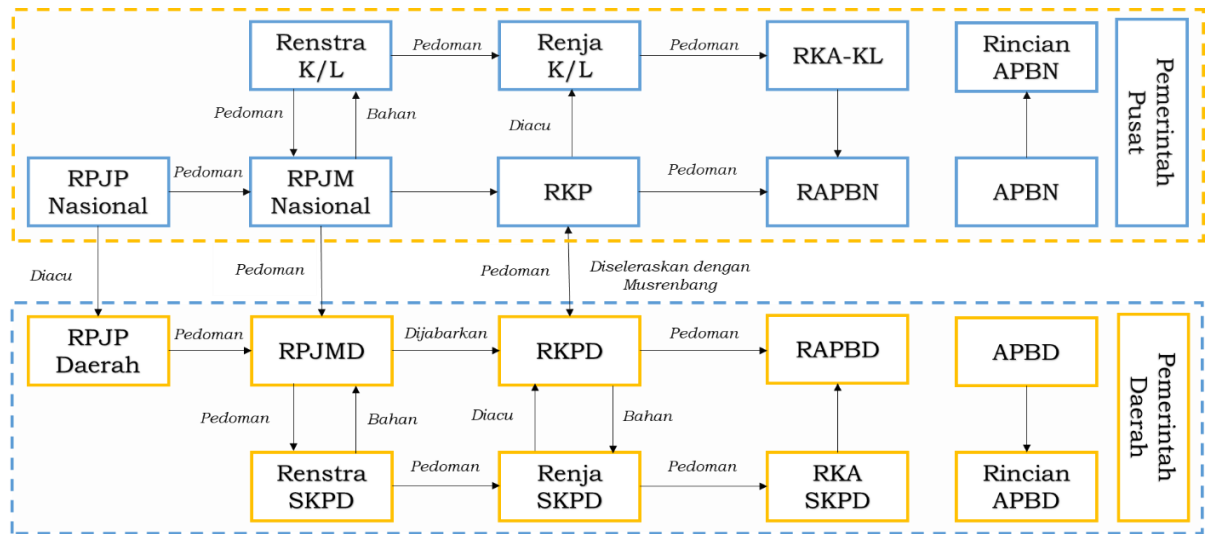 Renstra
K/L
Pedoman
Renja
K/L
Pedoman
RKA-KL
Rincian
APBN
Pemerintah
Pusat
Pedoman
Bahan
Diacu
RPJP
Nasional
Pedoman
RPJM
Nasional
RKP
Pedoman
RAPBN
APBN
Diacu
Pedoman
Pedoman
Diseleraskan dengan
Musrenbang
RPJP
Daerah
Pedoman
RPJMD
Dijabarkan
RKPD
Pedoman
RAPBD
APBD
Pemerintah
Daerah
Pedoman
Bahan
Diacu
Bahan
Renstra
SKPD
Pedoman
Renja
SKPD
Pedoman
RKA
SKPD
Rincian
APBD